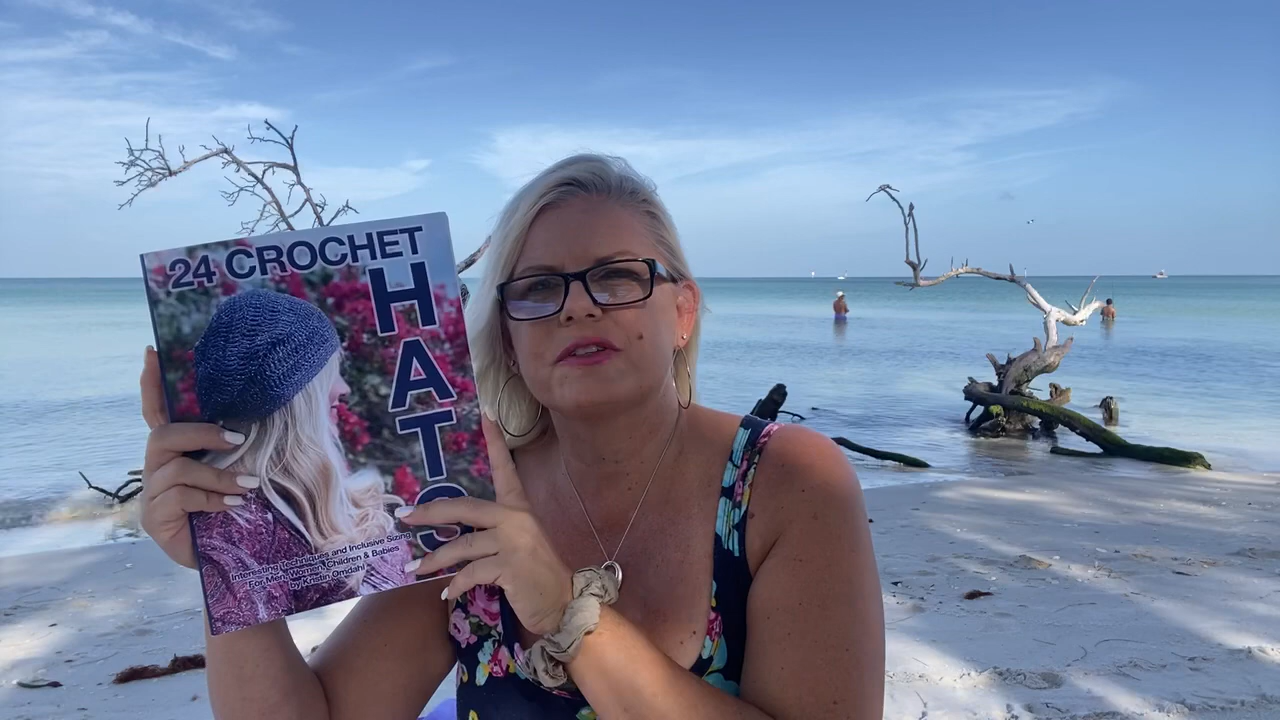 24 CROCHET
HATS
Interesting Techniques and Inclusive Sizing
For Men, Women, Children & Babies
by Kristin Omdahl